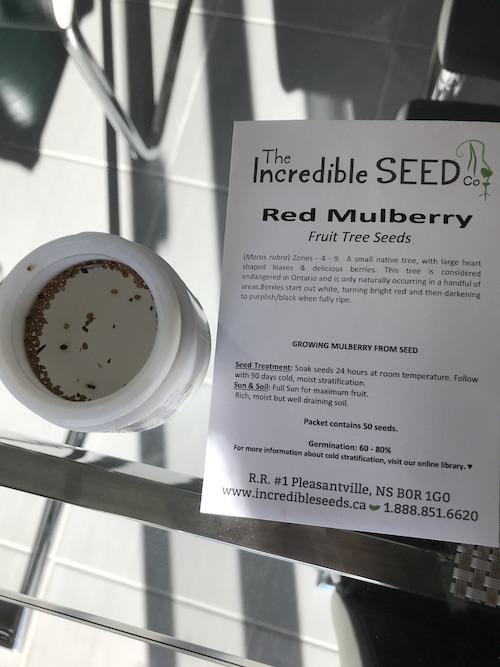 The
Incredible SEED Co
Red Mulberry
Fruit Tree Seeds
(Morus rubra) Zones - 4 - 9. A small native tree, with large heart
shaped leaves & delicious berries. This tree is considered
endangered in Ontario and is only naturally occurring in a handful of
areas.Berries start out white, turning bright red and then darkening
to purplish/black when fully ripe.
GROWING MULBERRY FROM SEED
Seed Treatment: Soak seeds 24 hours at room temperature. Follow
with 90 days cold, moist stratification.
Sun & Soil: Full Sun for maximum fruit.
Rich, moist but well draining soil.
Packet contains 50 seeds.
Germination: 60 - 80%
For more information about cold stratification, visit our online library. ♥
R.R. #1 Pleasantville, NS B0R 1G0
www.incredibleseeds.ca 1.888.851.6620